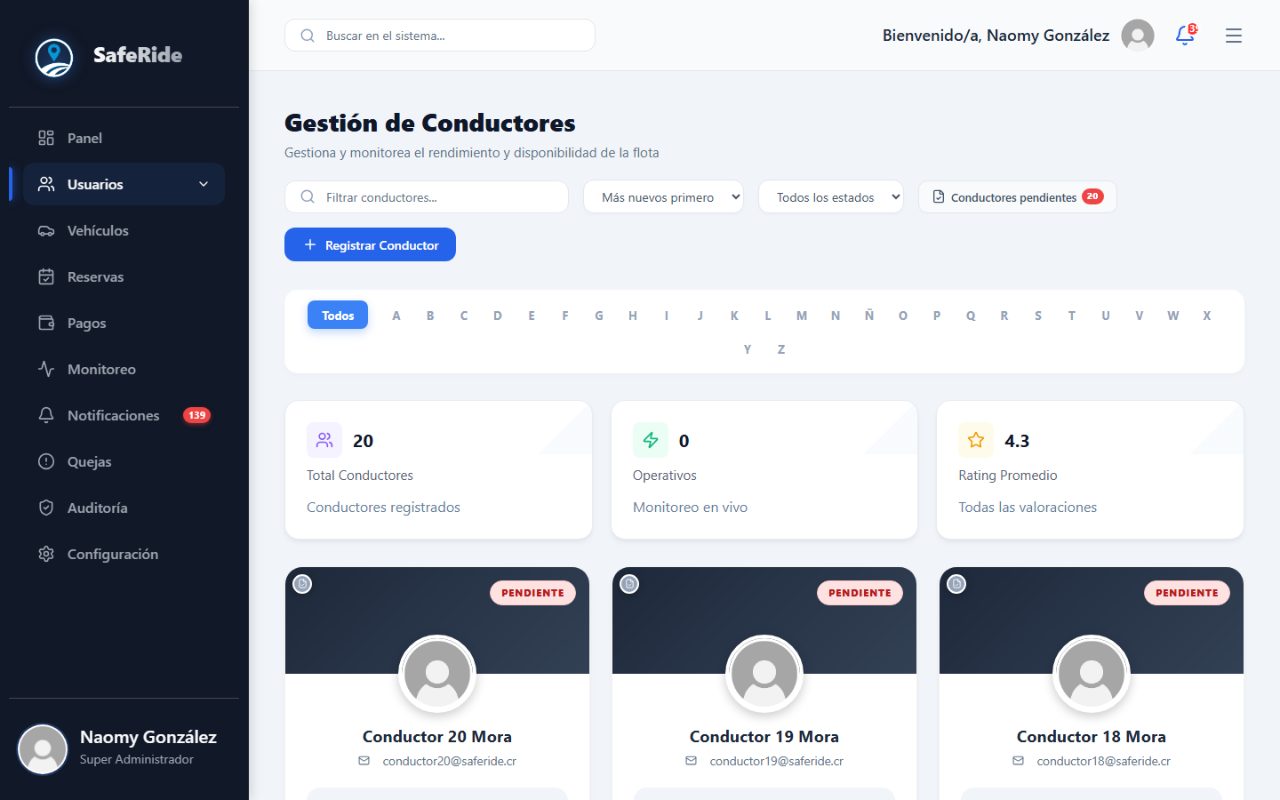 SafeRide
Buscar en el sistema...
Bienvenido/a, Naomy González
Panel
Usuarios
Vehículos
Reservas
Pagos
Monitoreo
Notificaciones 139
Quejas
Auditoría
Configuración
Naomy González
Super Administrador
Gestión de Conductores
Gestiona y monitorea el rendimiento y disponibilidad de la flota
Filtrar conductores...
Más nuevos primero
Todos los estados
Conductores pendientes 20
Registrar Conductor
Todos A B C D E F G H I J K L M N Ñ O P Q R S T U V W X
Y Z
20
Total Conductores
Conductores registrados
0
Operativos
Monitoreo en vivo
4.3
Rating Promedio
Todas las valoraciones
PENDIENTE
Conductor 20 Mora
conductor20@saferide.cr
PENDIENTE
Conductor 19 Mora
conductor19@saferide.cr
PENDIENTE
Conductor 18 Mora
conductor18@saferide.cr